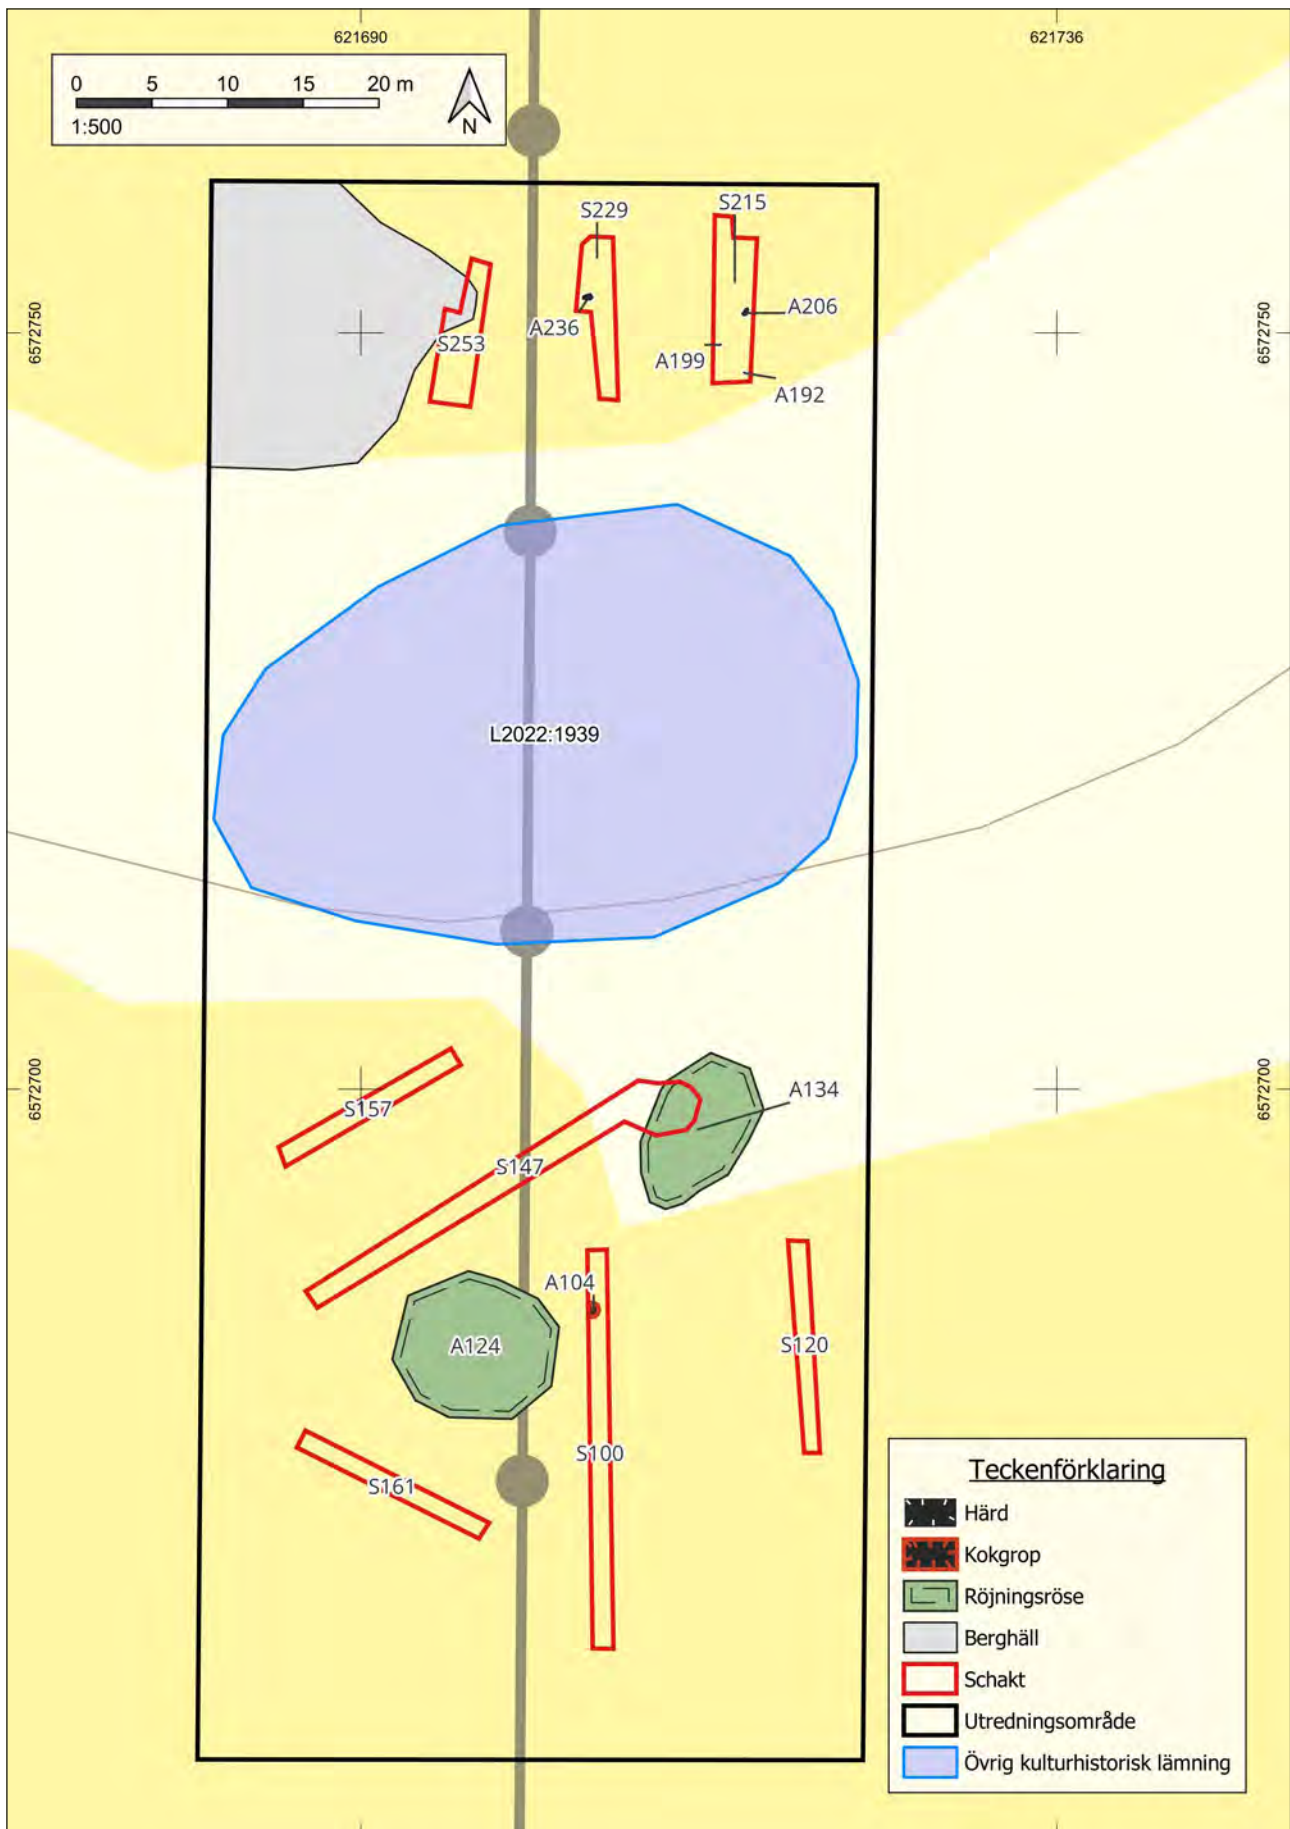 621690
621736
0 5 10 15 20 m
1:500
N
S229
S215
6572750
6572750
A236
A206
S253
A199
A192
L2022:1939
6572700
6572700
S157
A134
S147
A104
A124
S120
S100
S161
Teckenförklaring
Härd
Kokgrop
Röjningsröse
Berghäll
Schakt
Utredningsområde
Övrig kulturhistorisk lämning